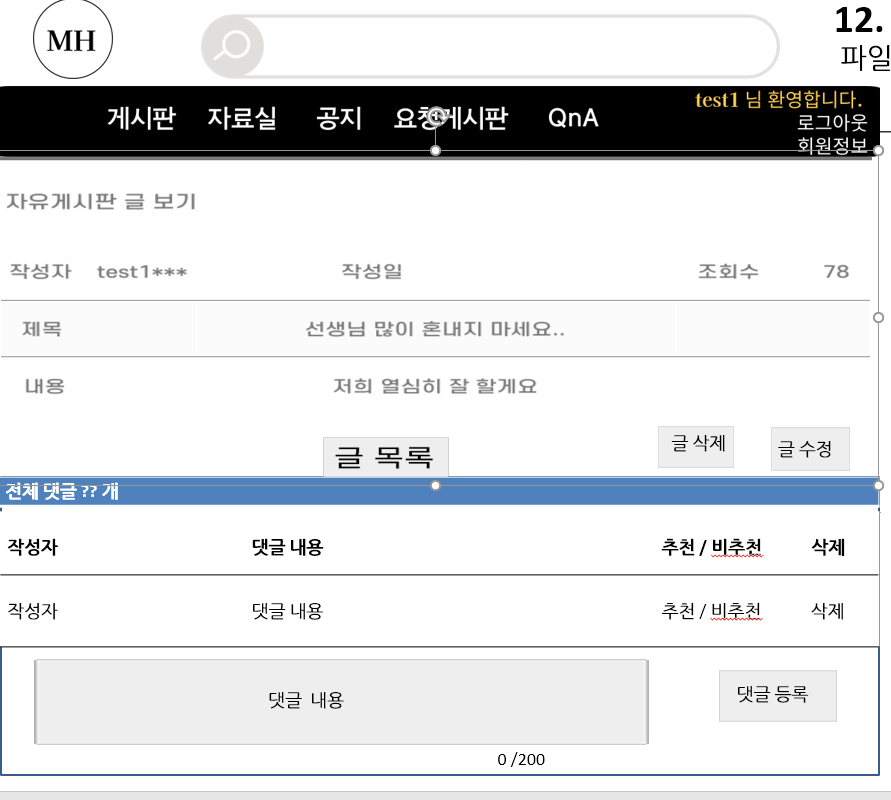 MH
12.
파일
게시판 자료실 공지 요청게시판 QnA
test1 님 환영합니다.
로그아웃
회원정보
자유게시판 글 보기
작성자 test1*** 작성일 조회수 78
제목 선생님 많이 혼내지 마세요..
내용 저희 열심히 잘 할게요
글 목록 글 삭제 글 수정
전체 댓글 ?? 개
작성자 댓글 내용 추천 / 비추천 삭제
작성자 댓글 내용 추천 / 비추천 삭제
댓글 내용 댓글 등록
0 /200